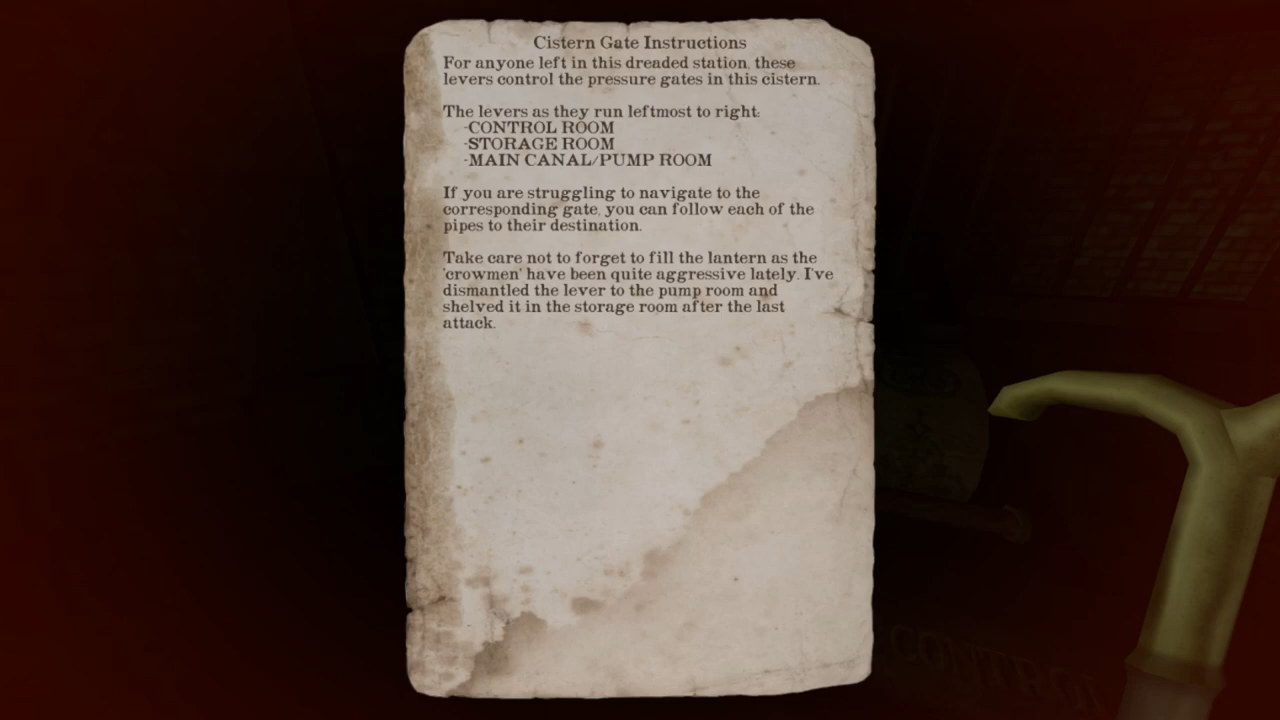 Cistern Gate Instructions
For anyone left in this dreaded station, these
levers control the pressure gates in this cistern.
The levers as they run leftmost to right:
-CONTROL ROOM
-STORAGE ROOM
-MAIN CANAL/PUMP ROOM
If you are struggling to navigate to the
corresponding gate, you can follow each of the
pipes to their destination.
Take care not to forget to fill the lantern as the
'crowmen' have been quite aggressive lately. I've
dismantled the lever to the pump room and
shelved it in the storage room after the last
attack.